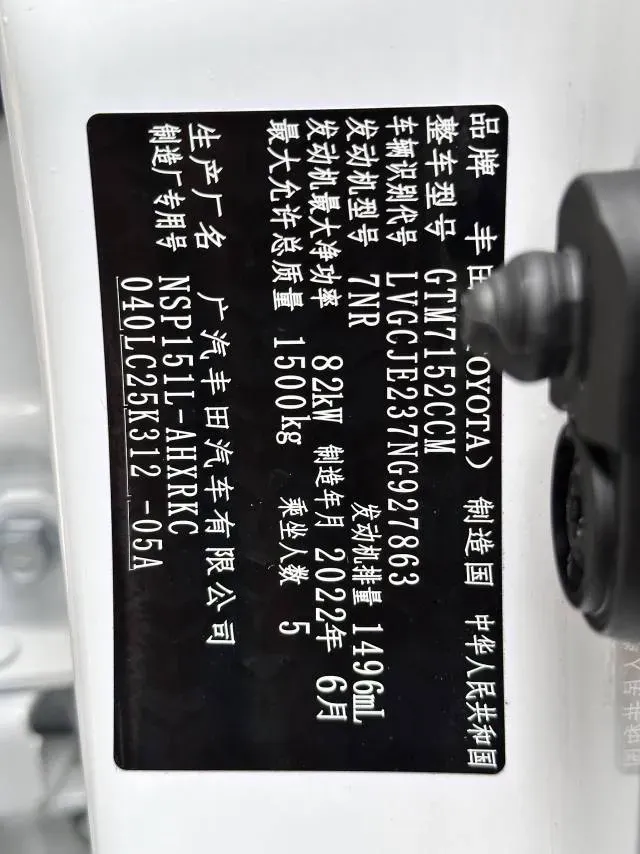 品牌 丰田 OYOTA) 制造国 中华人民共和国
整车型号 GTM7152CCM
车辆识别代号 LVGCJE237NG927863
发动机型号 7NR 发动机排量 1496mL
发动机最大净功率 82kW 制造年月 2022年 6月
最大允许总质量 1500kg 乘坐人数 5
生产厂名 广汽丰田汽车有限公司
制造厂专用号 NSP151L-AHXRKC
040LC25K312 -05A